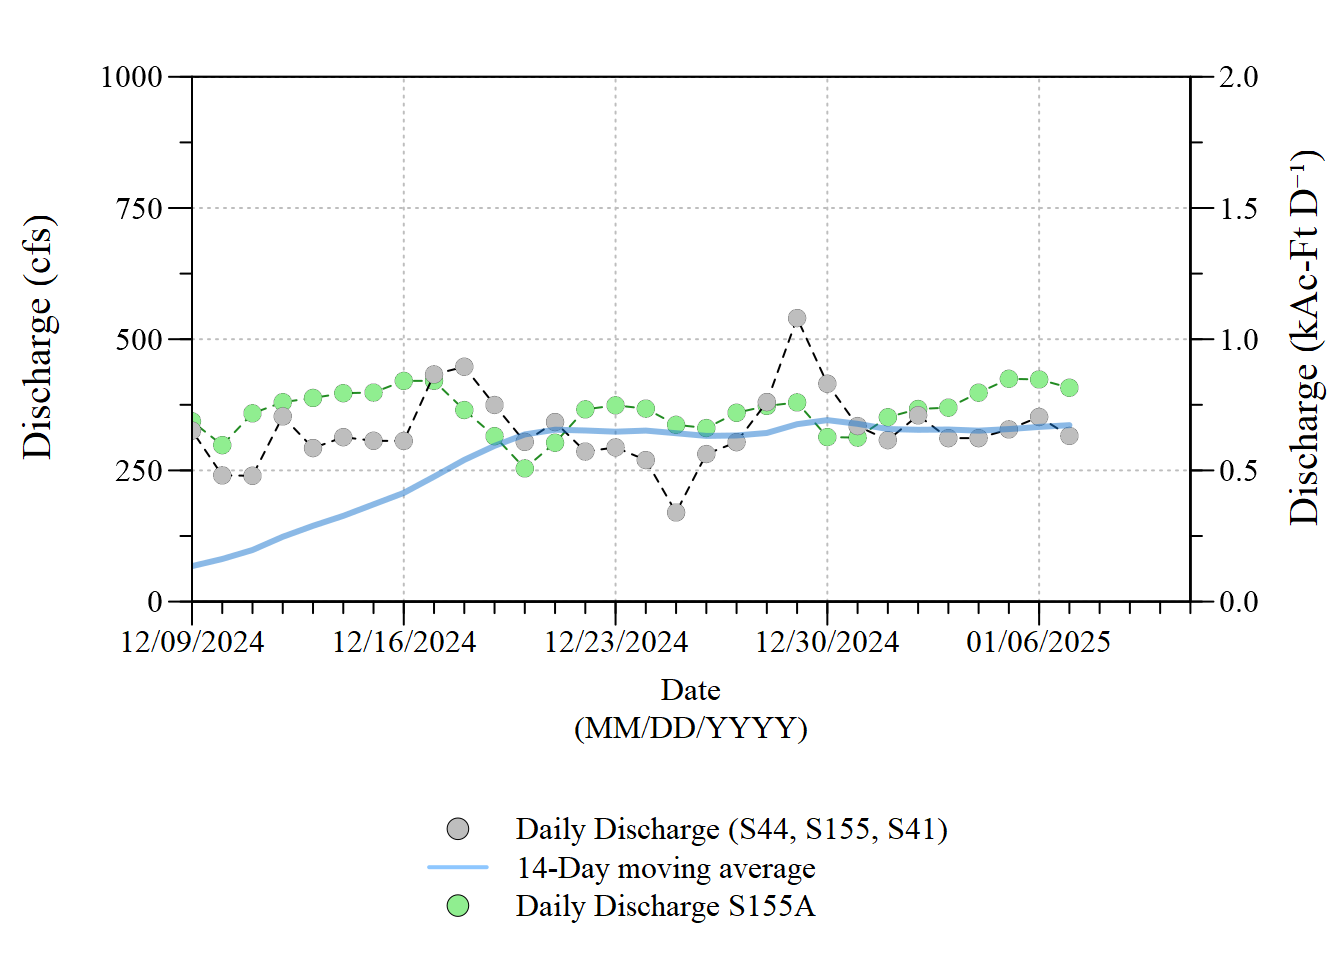 1000
750
500
250
0
Discharge (cfs)
2.0
1.5
1.0
0.5
0.0
Discharge (kAc-Ft D⁻¹)
12/09/2024 12/16/2024 12/23/2024 12/30/2024 01/06/2025
Date
(MM/DD/YYYY)
Daily Discharge (S44, S155, S41)
14-Day moving average
Daily Discharge S155A